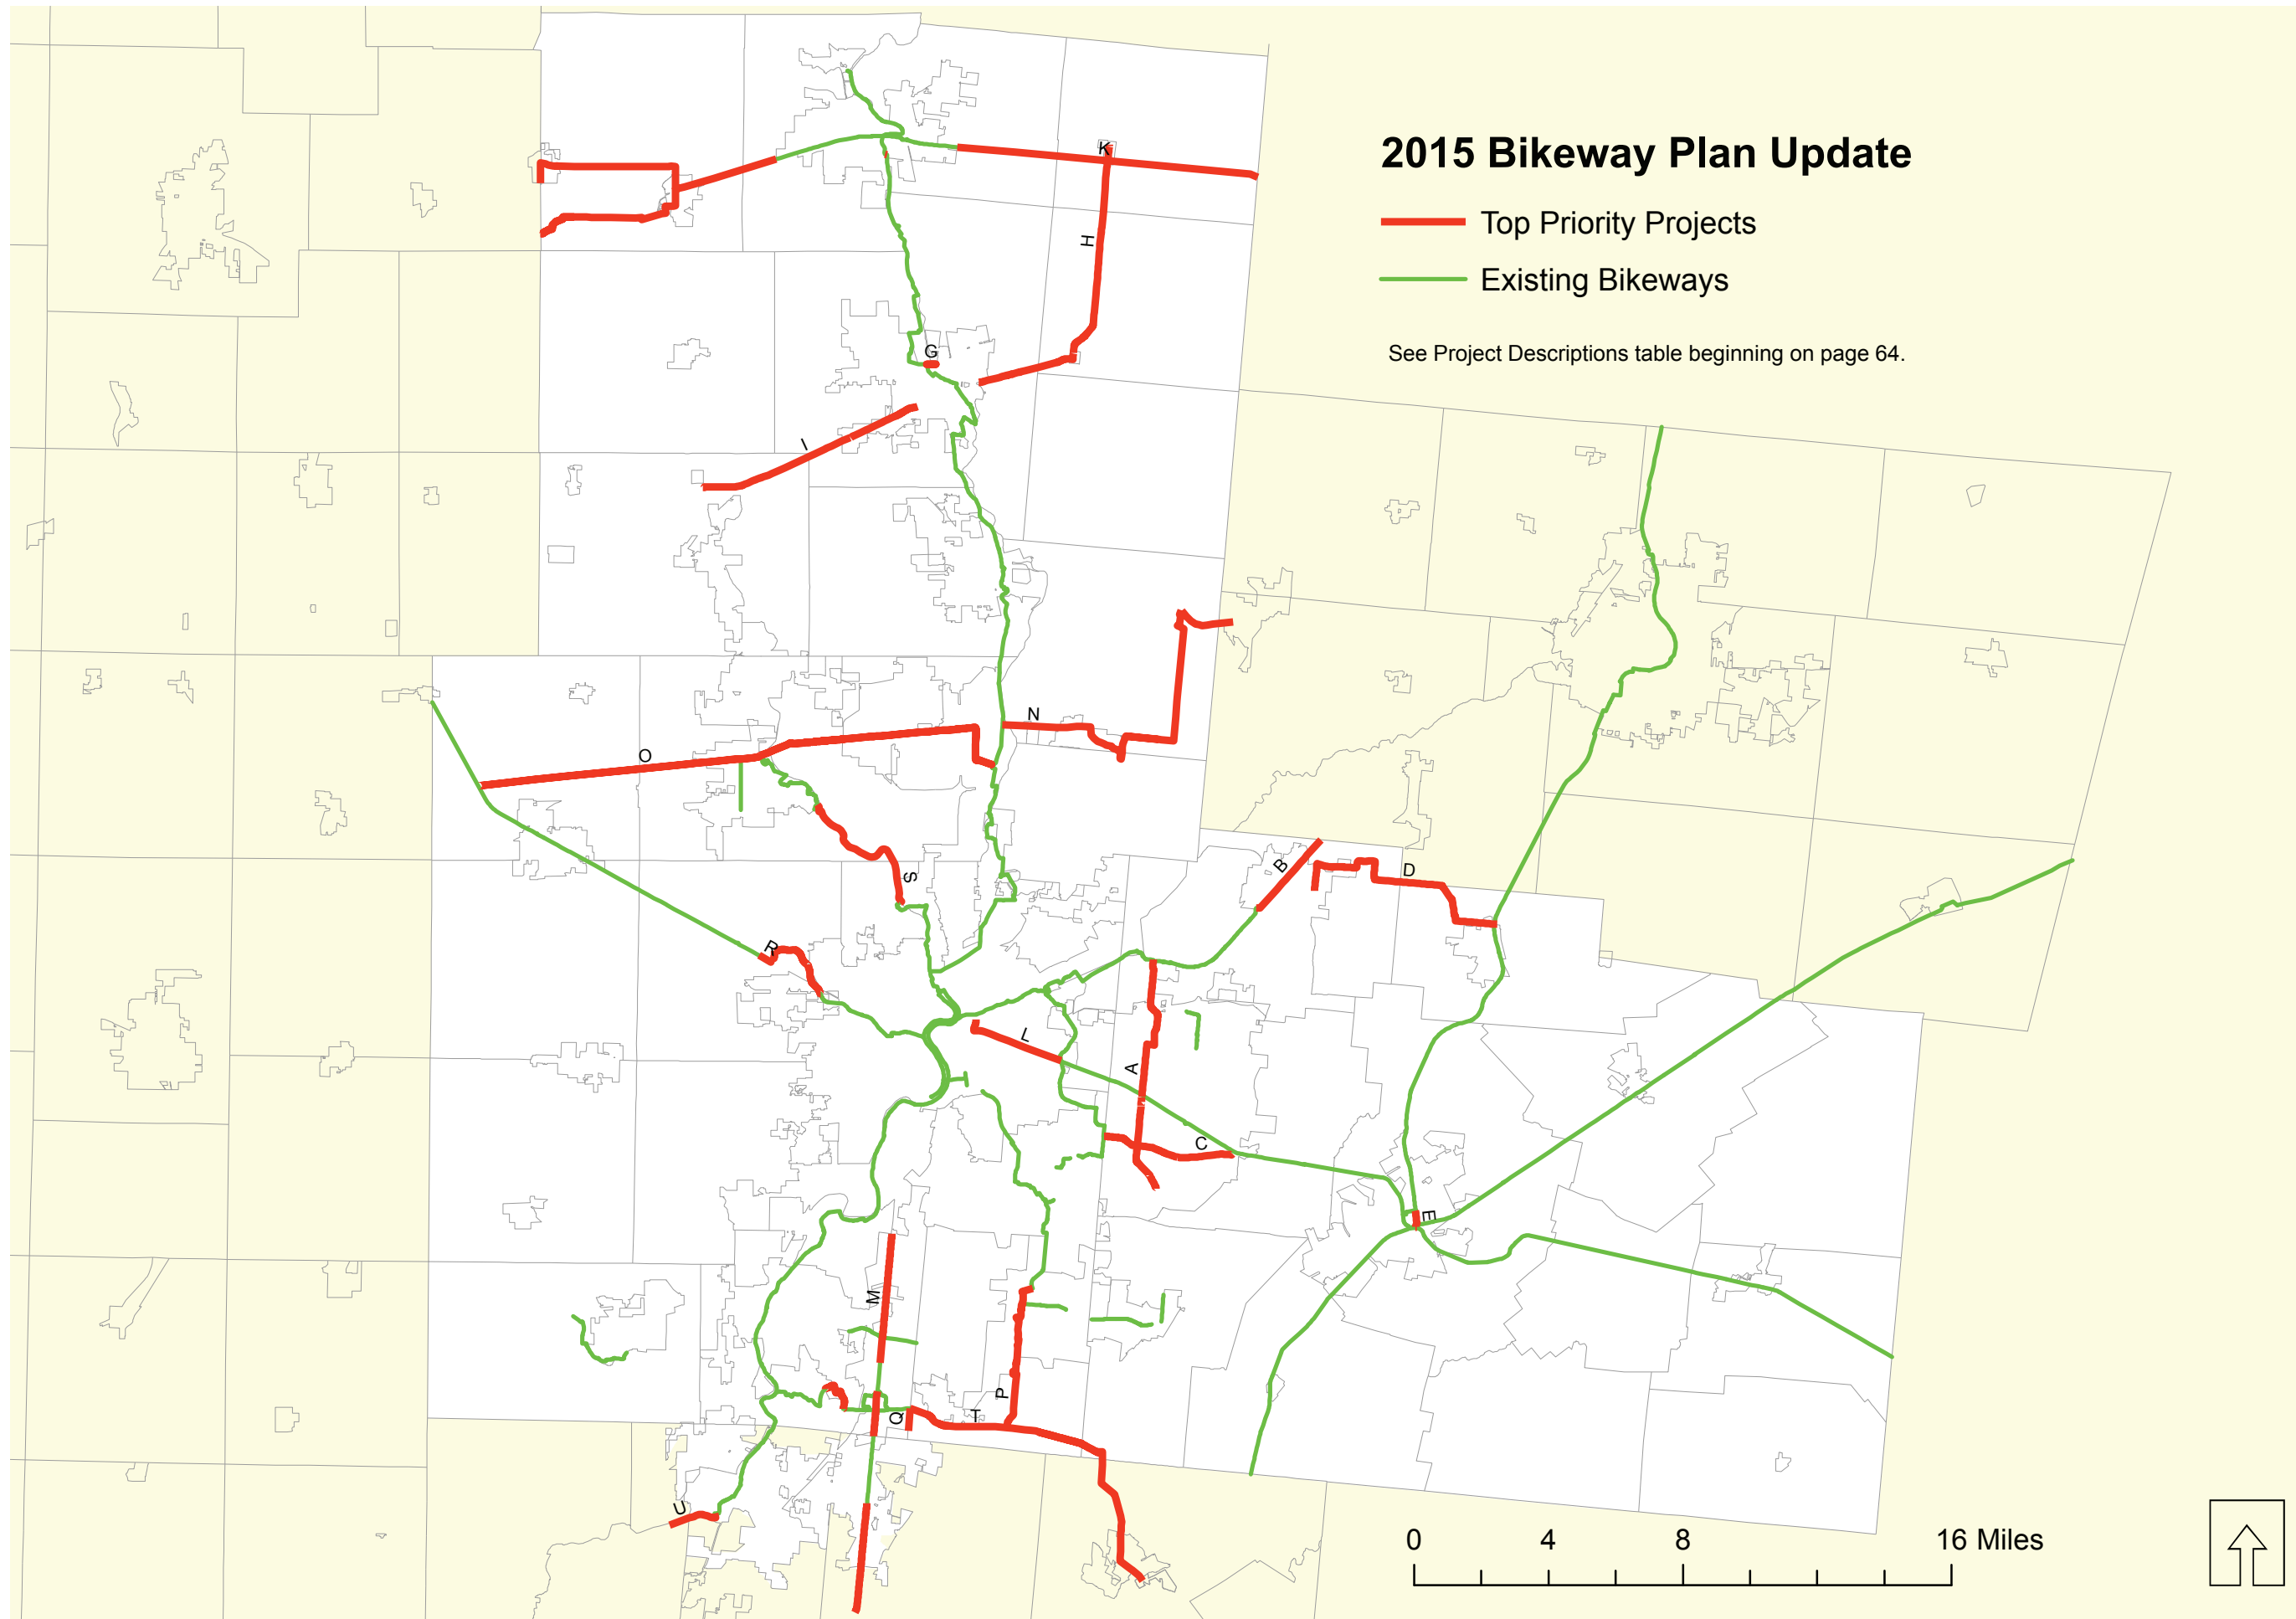 2015 Bikeway Plan Update
Top Priority Projects
Existing Bikeways
See Project Descriptions table beginning on page 64.
K
H
G
I
N
O
B
D
S
R
L
A
C
E
M
P
Q
T
U
0 4 8 16 Miles